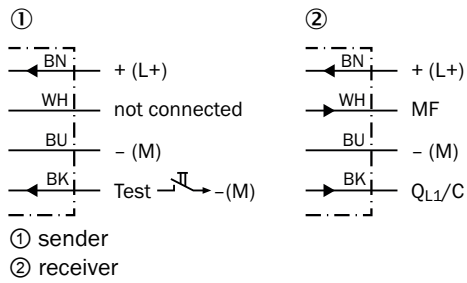 ① ②
BN + (L+) BN + (L+)
WH not connected WH MF
BU – (M) BU – (M)
BK Test –(M) BK QL1/C
① sender
② receiver